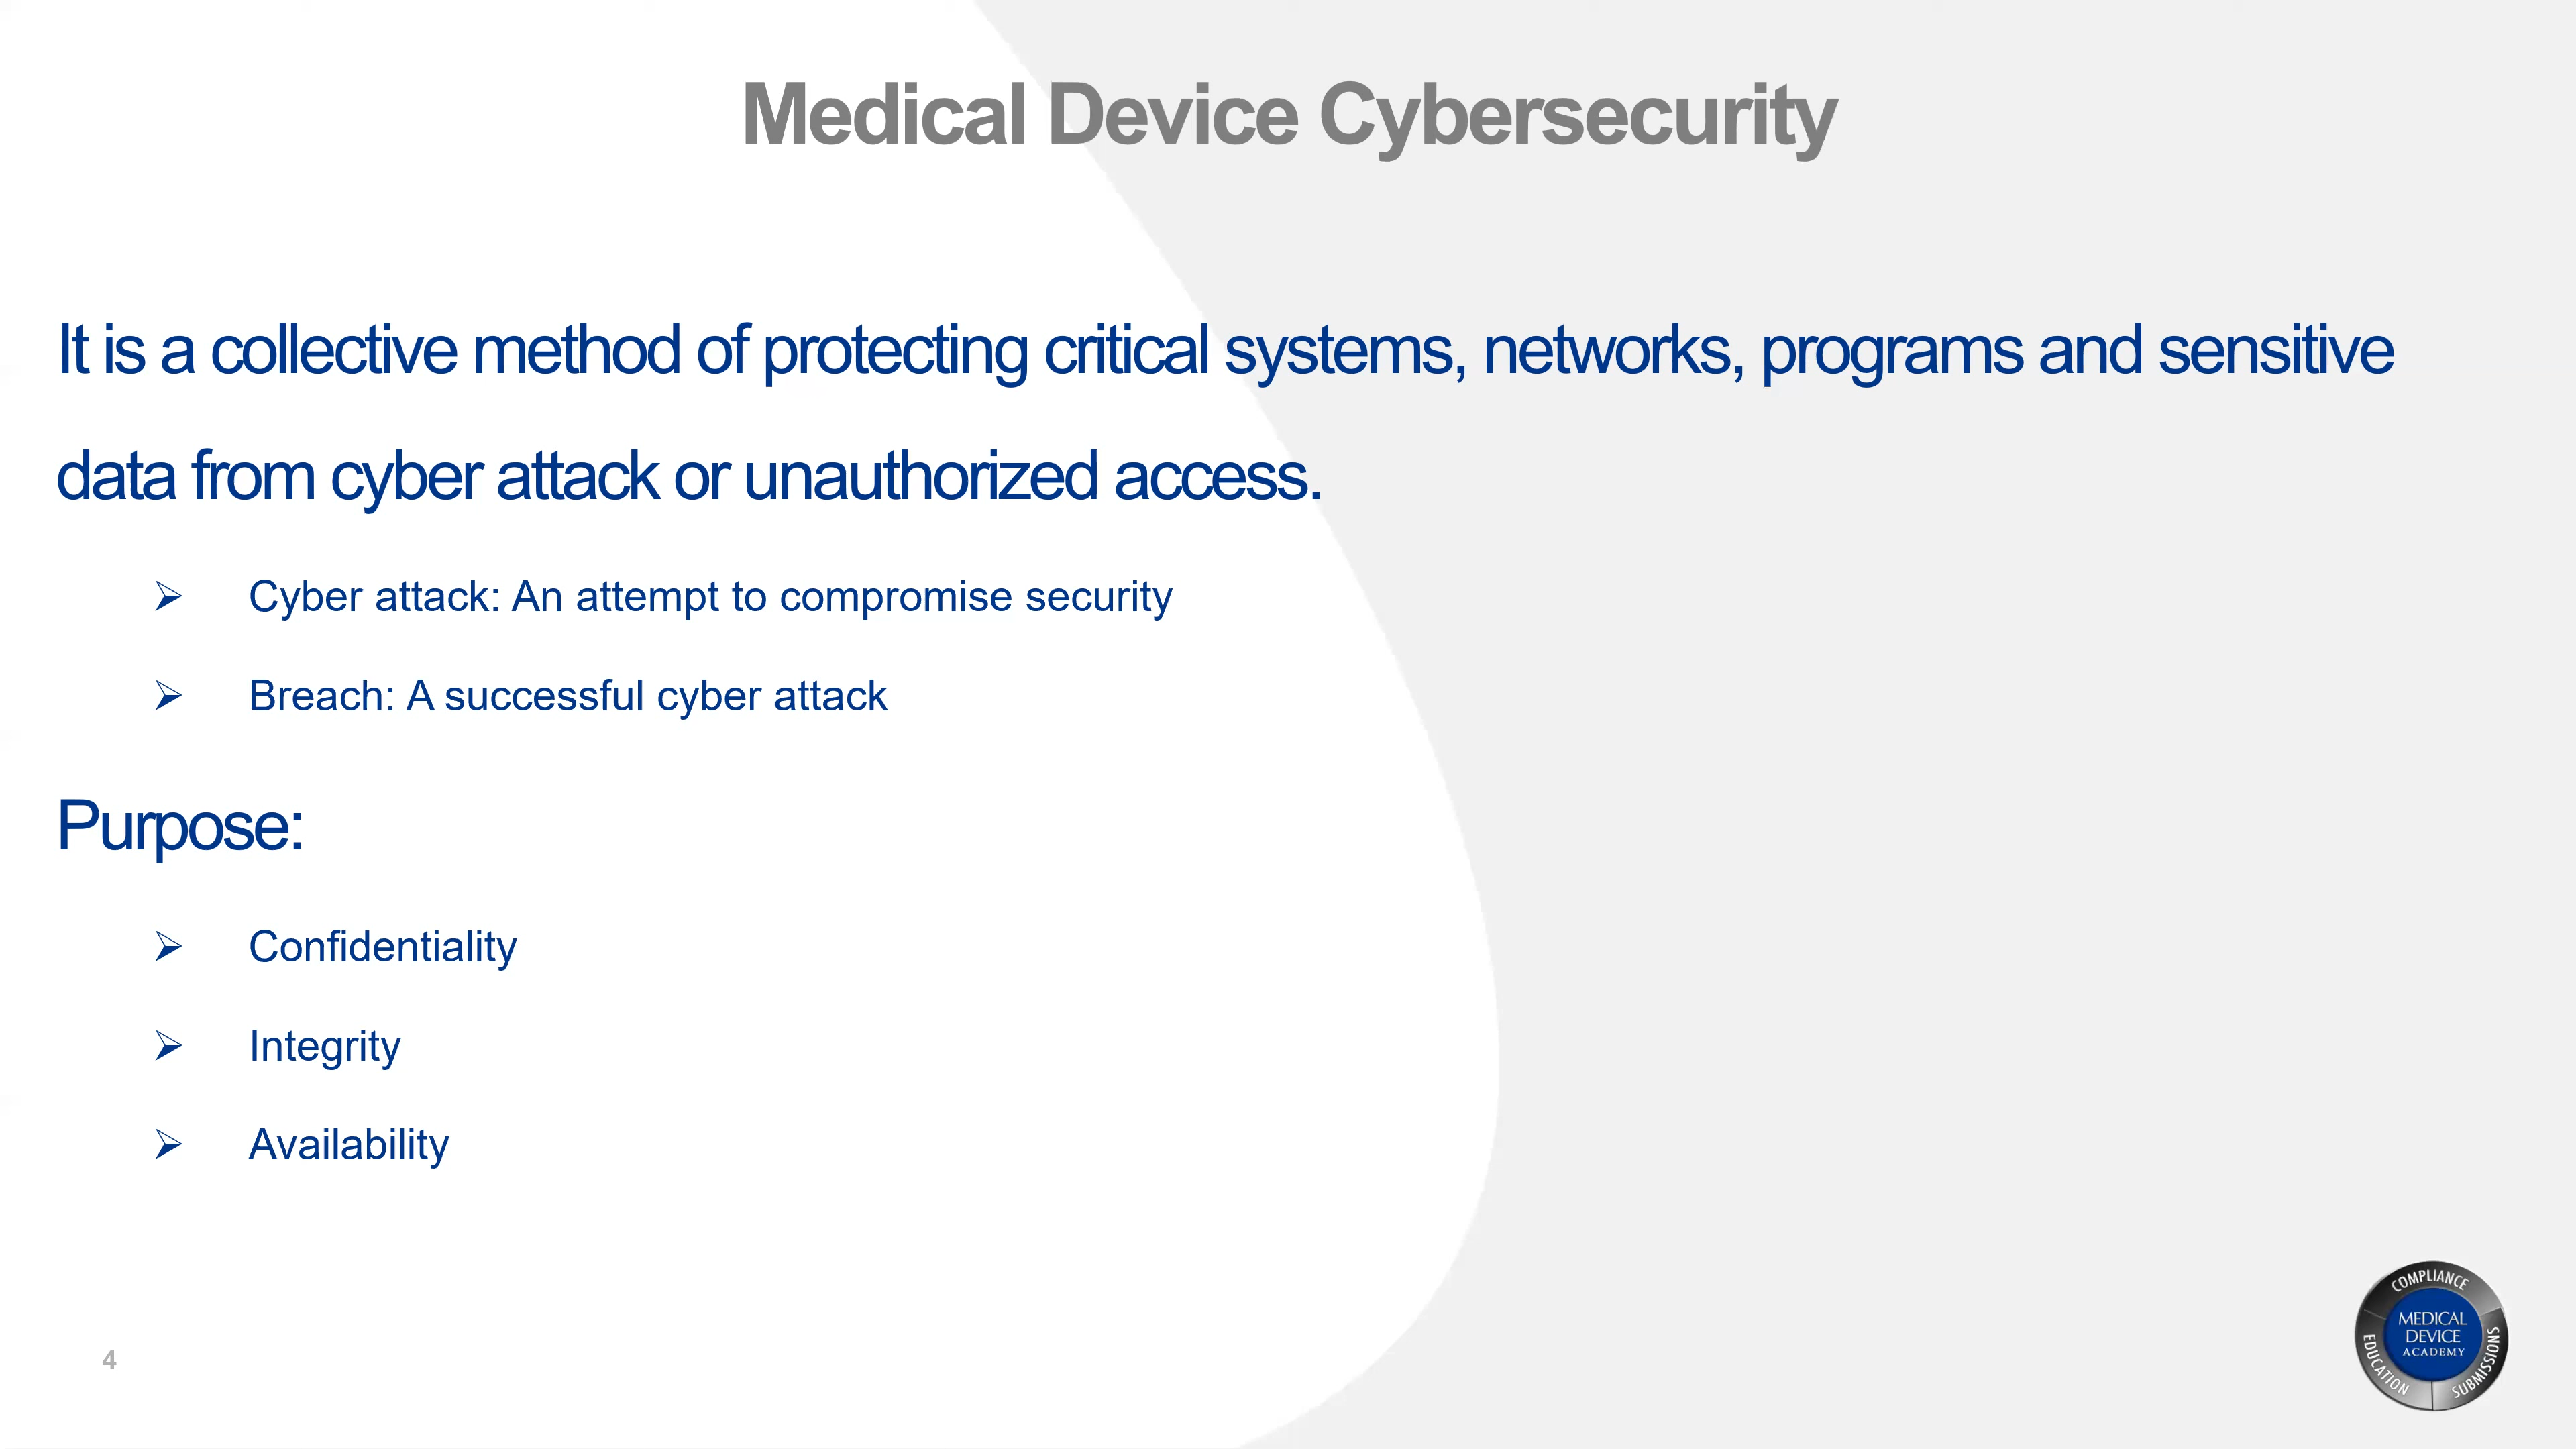 Medical Device Cybersecurity
It is a collective method of protecting critical systems, networks, programs and sensitive
data from cyber attack or unauthorized access.
➢ Cyber attack: An attempt to compromise security
➢ Breach: A successful cyber attack
Purpose:
➢ Confidentiality
➢ Integrity
➢ Availability
4
COMPLIANCE
MEDICAL
DEVICE
ACADEMY
EDUCATION
SUBMISSIONS